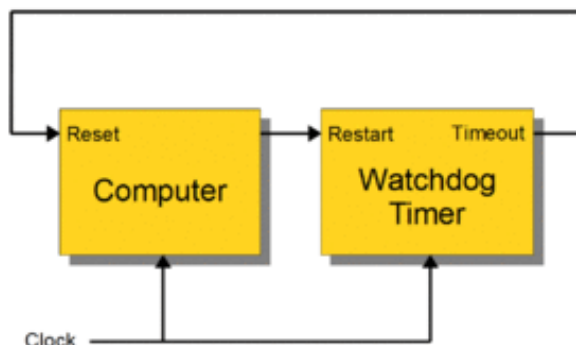 Reset
Computer
Restart
Timeout
Watchdog
Timer
Clock